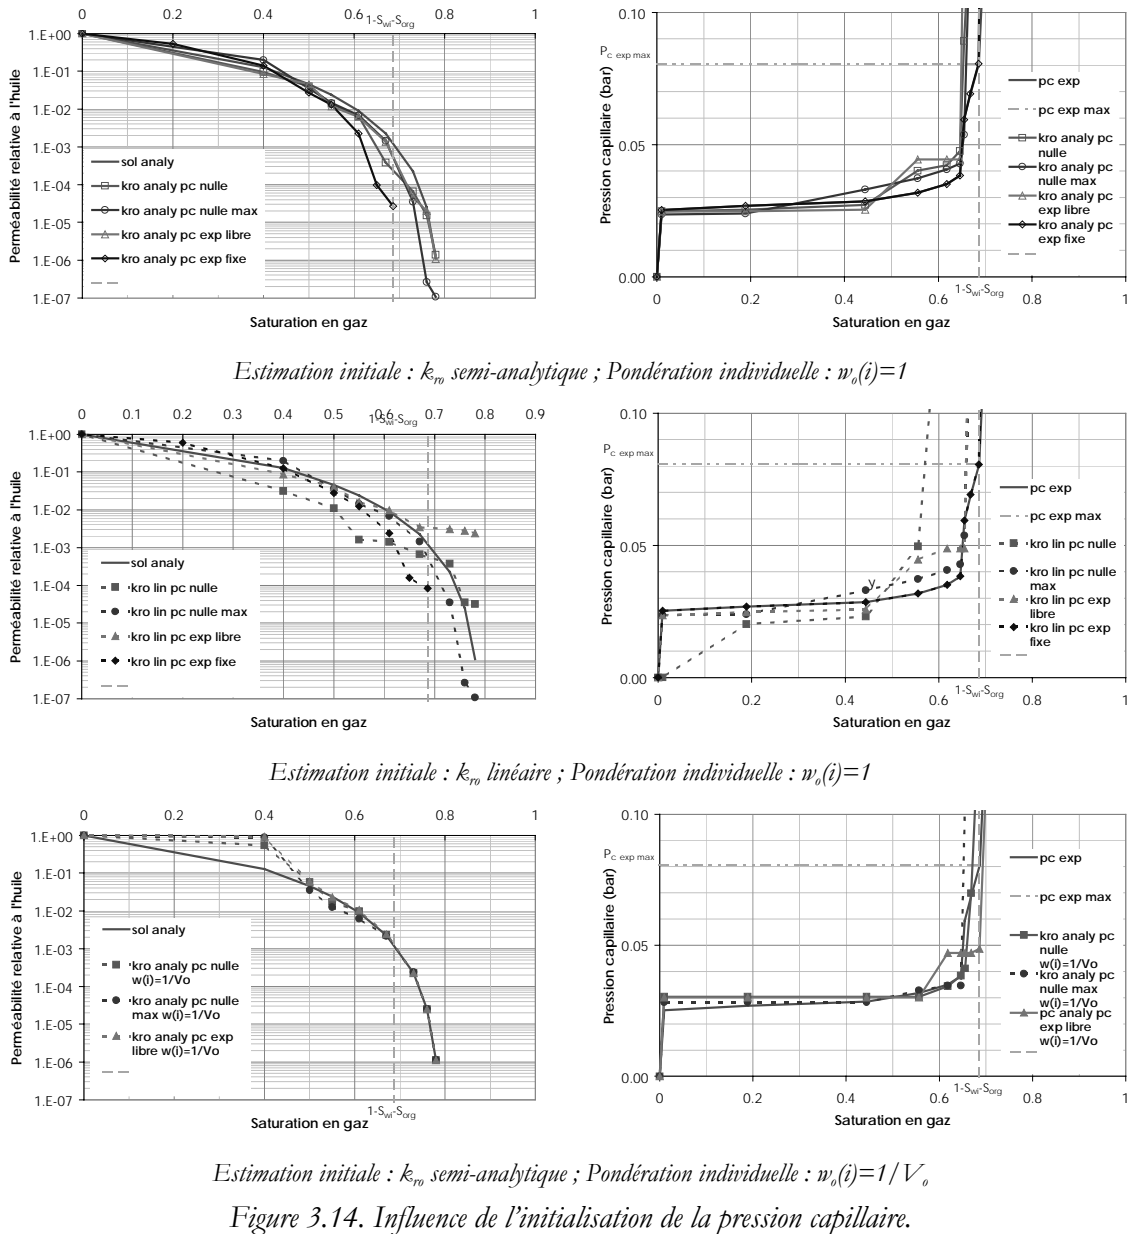 0 0.2 0.4 0.6 0.8 1
1-Swi-Sorg
1.E+00
1.E-01
1.E-02
1.E-03
1.E-04
1.E-05
1.E-06
1.E-07
Perméabilité relative à l'huile
sol analy
kro analy pc nulle
kro analy pc nulle max
kro analy pc exp libre
kro analy pc exp fixe
Saturation en gaz
0.10
Pc exp max
0.05
0.00
Pression capillaire (bar)
pc exp
pc exp max
kro analy pc
nulle
kro analy pc
nulle max
kro analy pc
exp libre
kro analy pc
exp fixe
0 0.2 0.4 0.6 0.8 1
1-Swi-Sorg
Saturation en gaz
Estimation initiale : kro semi-analytique ; Pondération individuelle : wo(i)=1
0 0.1 0.2 0.3 0.4 0.5 0.6 0.7 0.8 0.9
1-Swi-Sorg
1.E+00
1.E-01
1.E-02
1.E-03
1.E-04
1.E-05
1.E-06
1.E-07
Perméabilité relative à l'huile
sol analy
kro lin pc nulle
kro lin pc nulle max
kro lin pc exp libre
kro lin pc exp fixe
Saturation en gaz
0.10
Pc exp max
0.05
0.00
Pression capillaire (bar)
y
pc exp
pc exp max
kro lin pc nulle
kro lin pc nulle
max
kro lin pc exp
libre
kro lin pc exp
fixe
0 0.2 0.4 0.6 0.8 1
1-Swi-Sorg
Saturation en gaz
Estimation initiale : kro linéaire ; Pondération individuelle : wo(i)=1
0 0.2 0.4 0.6 0.8 1
1.E+00
1.E-01
1.E-02
1.E-03
1.E-04
1.E-05
1.E-06
1.E-07
Perméabilité relative à l'huile
sol analy
kro analy pc nulle
w(i)=1/Vo
kro analy pc nulle
max w(i)=1/Vo
kro analy pc exp
libre w(i)=1/Vo
1-Swi-Sorg
Saturation en gaz
0.10
Pc exp max
0.05
0.00
Pression capillaire (bar)
pc exp
pc exp max
kro analy pc
nulle
w(i)=1/Vo
kro analy pc
nulle max
w(i)=1/Vo
pc analy pc
exp libre
w(i)=1/Vo
0 0.2 0.4 0.6 0.8 1
1-Swi-Sorg
Saturation en gaz
Estimation initiale : kro semi-analytique ; Pondération individuelle : wo(i)=1/Vo
Figure 3.14. Influence de l'initialisation de la pression capillaire.